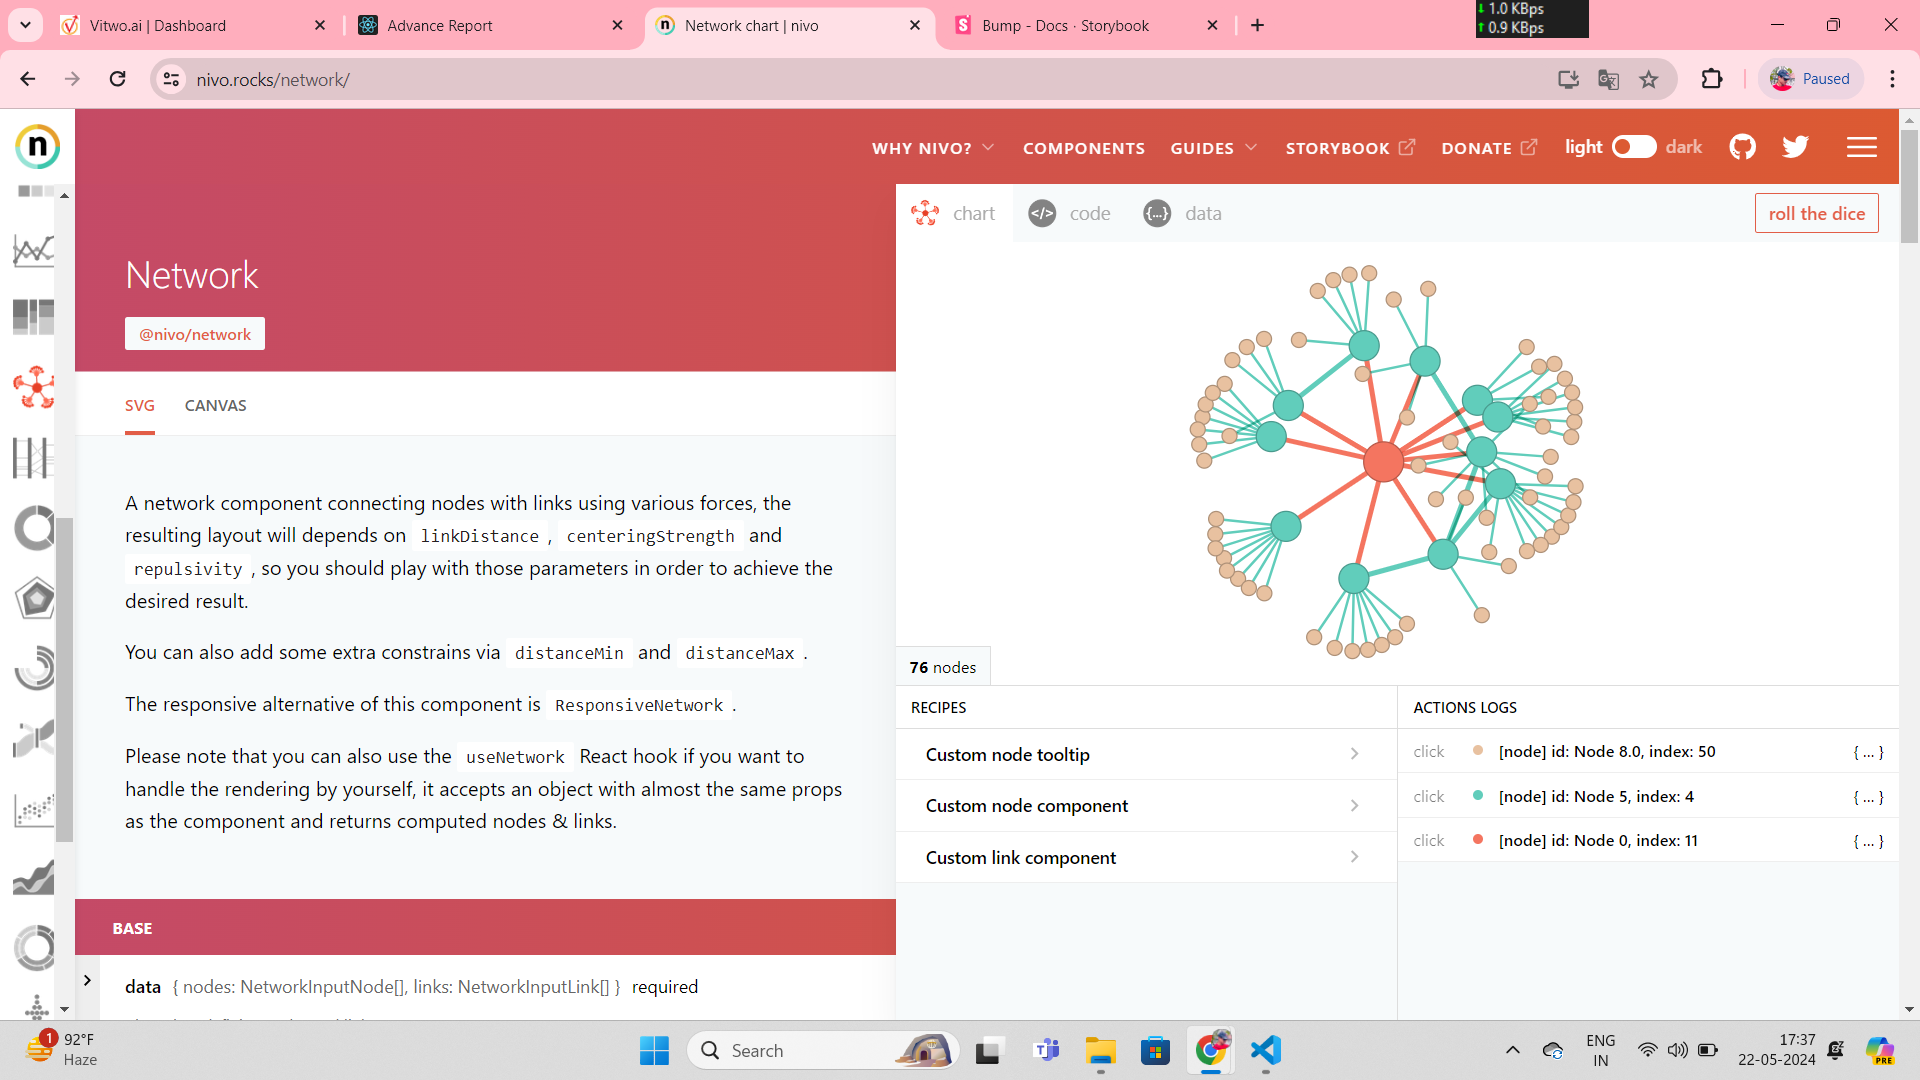 1.0 KBps
0.9 KBps
Vitwo.ai | Dashboard
Advance Report
Network chart | nivo
Bump - Docs · Storybook
nivo.rocks/network/
Paused
n
WHY NIVO?
COMPONENTS
GUIDES
STORYBOOK
DONATE
light
dark
Network
@nivo/network
SVG
CANVAS
A network component connecting nodes with links using various forces, the
resulting layout will depends on linkDistance , centeringStrength and
repulsivity , so you should play with those parameters in order to achieve the
desired result.
You can also add some extra constrains via distanceMin and distanceMax .
The responsive alternative of this component is ResponsiveNetwork .
Please note that you can also use the useNetwork React hook if you want to
handle the rendering by yourself, it accepts an object with almost the same props
as the component and returns computed nodes & links.
BASE
data { nodes: NetworkInputNode[], links: NetworkInputLink[] } required
chart
</> code
{...} data
roll the dice
76 nodes
RECIPES
Custom node tooltip
Custom node component
Custom link component
ACTIONS LOGS
click [node] id: Node 8.0, index: 50 { ... }
click [node] id: Node 5, index: 4 { ... }
click [node] id: Node 0, index: 11 { ... }
1
92°F
Haze
Search
ENG
IN
17:37
22-05-2024
PRE